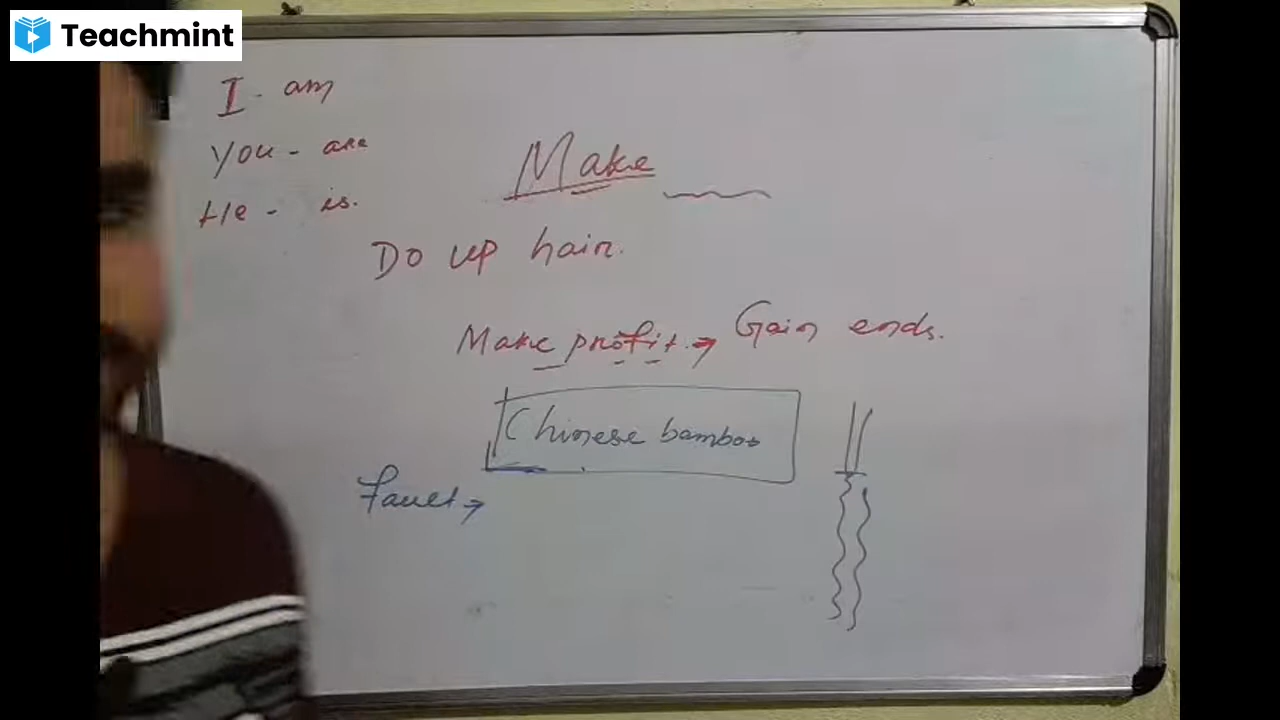 Teachmint
I - am
You - are
He - is.
Make
Do up hair.
Make profit → Gain ends.
Chinese bamboo
Fault →